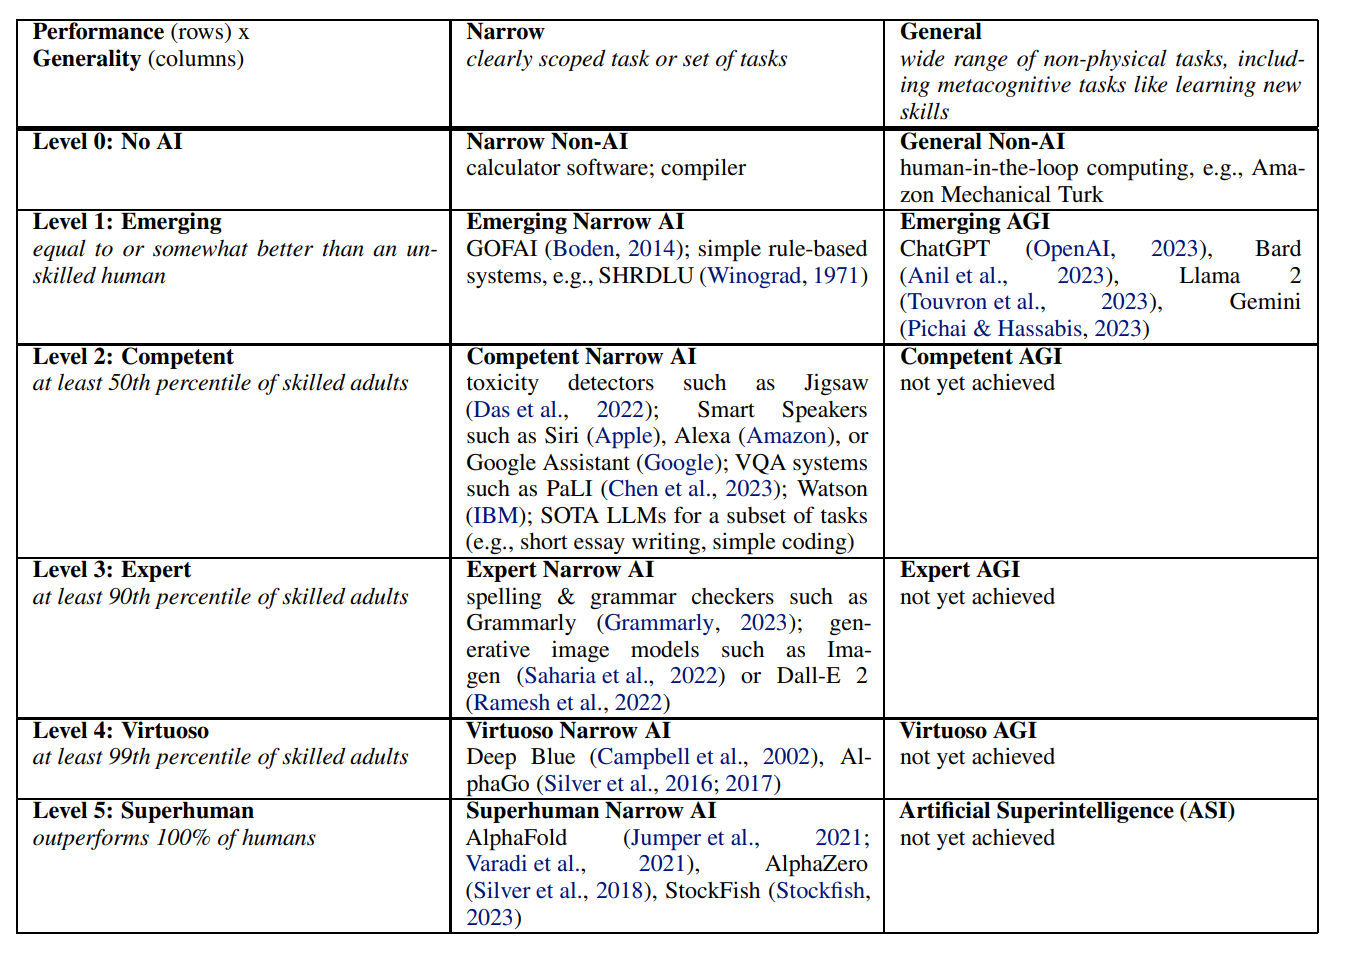 Performance (rows) x
Generality (columns)
Narrow
clearly scoped task or set of tasks
General
wide range of non-physical tasks, includ-
ing metacognitive tasks like learning new
skills
Level 0: No AI
Narrow Non-AI
calculator software; compiler
General Non-AI
human-in-the-loop computing, e.g., Ama-
zon Mechanical Turk
Level 1: Emerging
equal to or somewhat better than an un-
skilled human
Emerging Narrow AI
GOFAI (Boden, 2014); simple rule-based
systems, e.g., SHRDLU (Winograd, 1971)
Emerging AGI
ChatGPT (OpenAI, 2023), Bard
(Anil et al., 2023), Llama 2
(Touvron et al., 2023), Gemini
(Pichai & Hassabis, 2023)
Level 2: Competent
at least 50th percentile of skilled adults
Competent Narrow AI
toxicity detectors such as Jigsaw
(Das et al., 2022); Smart Speakers
such as Siri (Apple), Alexa (Amazon), or
Google Assistant (Google); VQA systems
such as PaLI (Chen et al., 2023); Watson
(IBM); SOTA LLMs for a subset of tasks
(e.g., short essay writing, simple coding)
Competent AGI
not yet achieved
Level 3: Expert
at least 90th percentile of skilled adults
Expert Narrow AI
spelling & grammar checkers such as
Grammarly (Grammarly, 2023); gen-
erative image models such as Ima-
gen (Saharia et al., 2022) or Dall-E 2
(Ramesh et al., 2022)
Expert AGI
not yet achieved
Level 4: Virtuoso
at least 99th percentile of skilled adults
Virtuoso Narrow AI
Deep Blue (Campbell et al., 2002), Al-
phaGo (Silver et al., 2016; 2017)
Virtuoso AGI
not yet achieved
Level 5: Superhuman
outperforms 100% of humans
Superhuman Narrow AI
AlphaFold (Jumper et al., 2021;
Varadi et al., 2021), AlphaZero
(Silver et al., 2018), StockFish (Stockfish,
2023)
Artificial Superintelligence (ASI)
not yet achieved